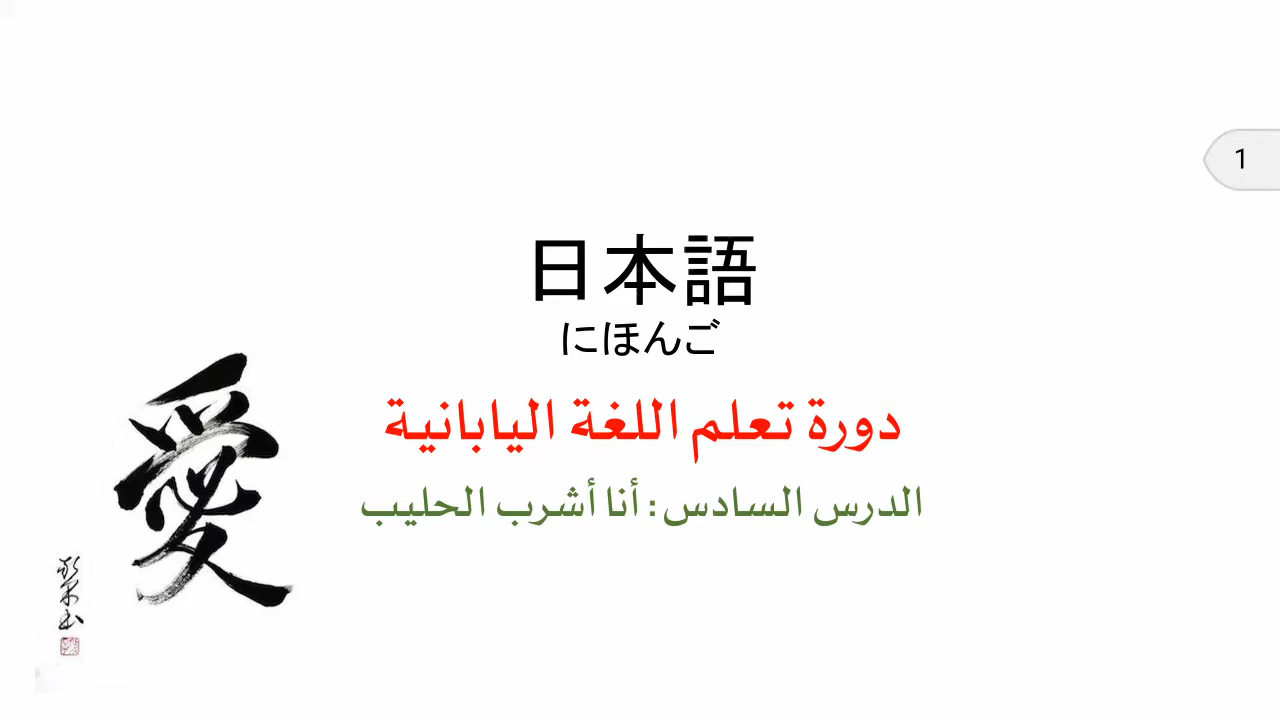 1
日本語
にほんご
دورة تعلم اللغة اليابانية
الدرس السادس: أنا أشرب الحليب
愛